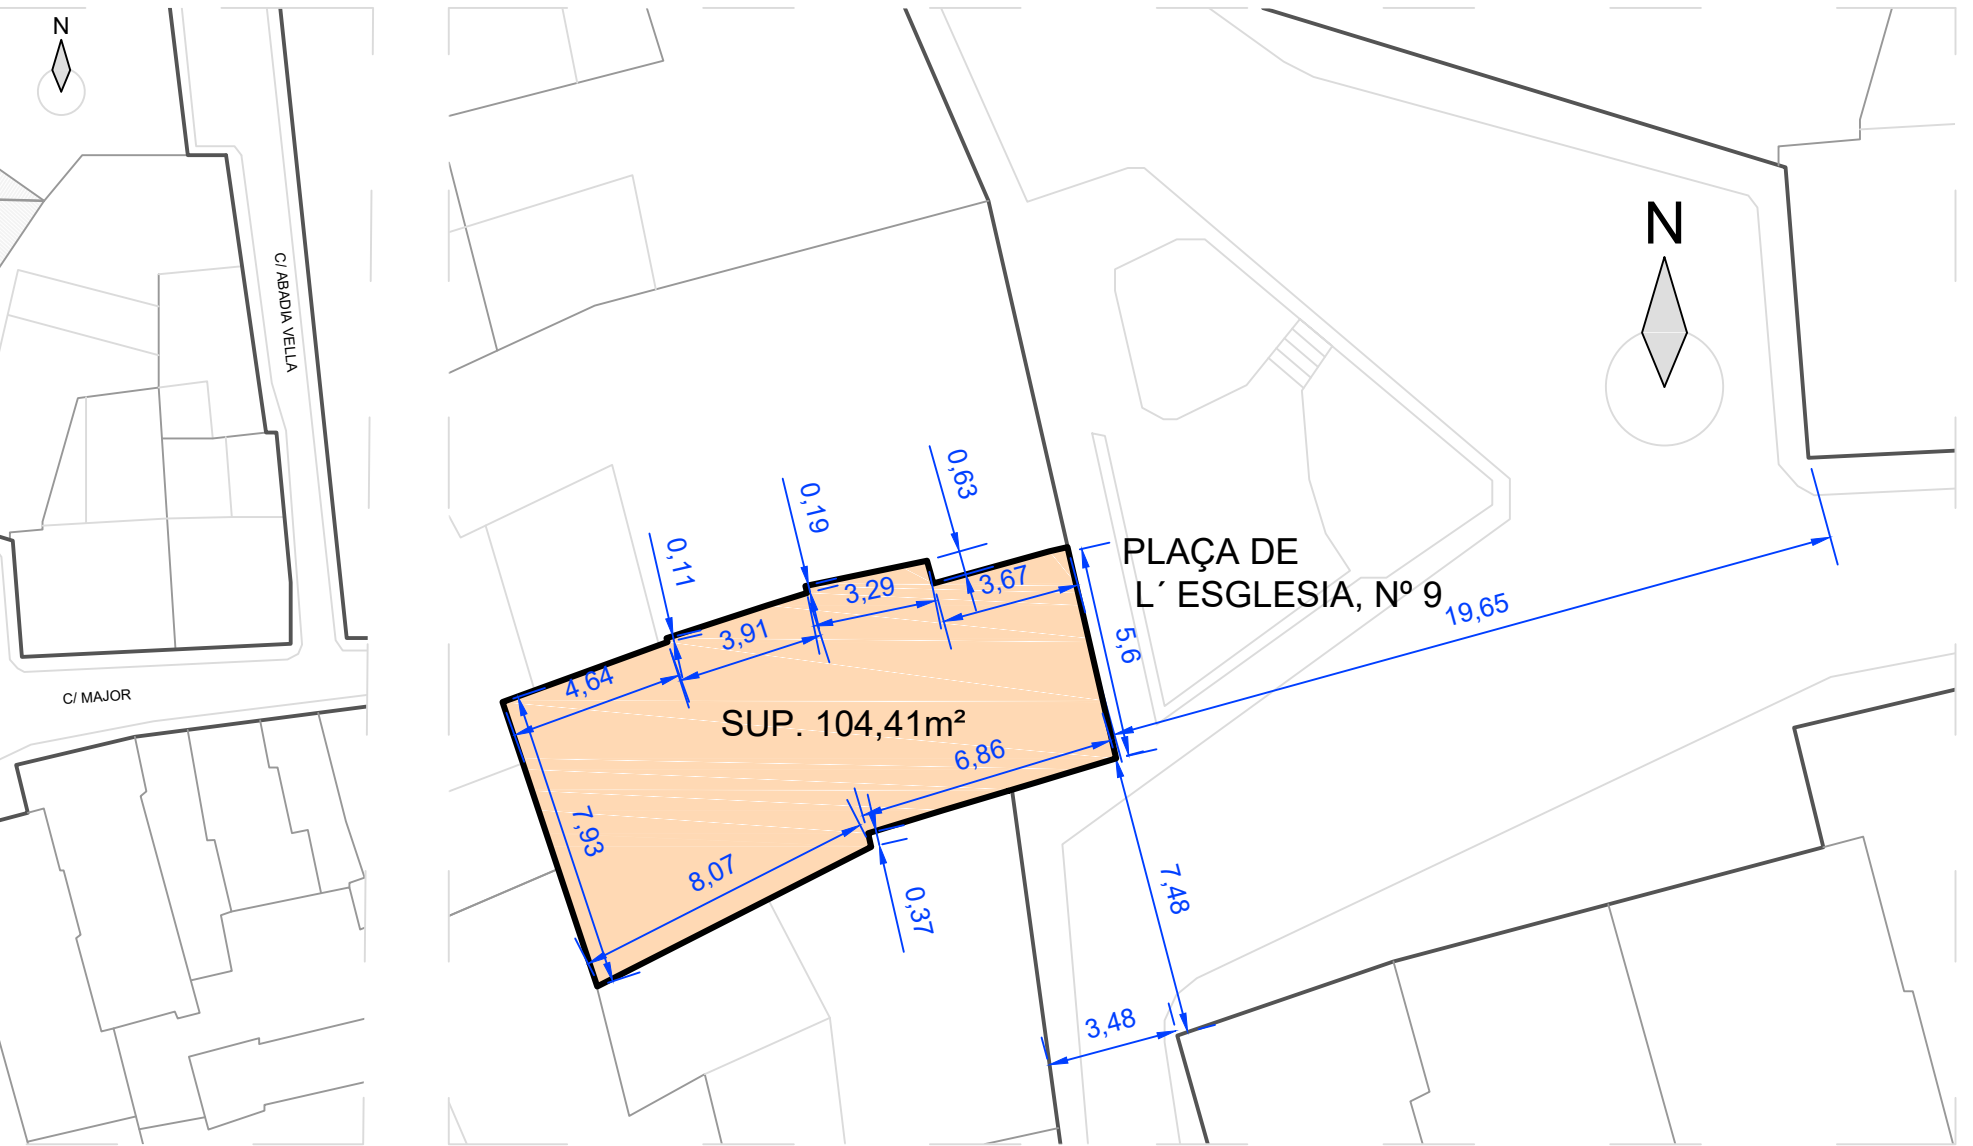 N
C/ ABADIA VELLA
C/ MAJOR
N
0,63
0,19
0,11
PLAÇA DE
L´ ESGLESIA, Nº 9
3,67
3,29
3,91
4,64
5,6
19,65
SUP. 104,41m²
6,86
7,93
8,07
0,37
7,48
3,48